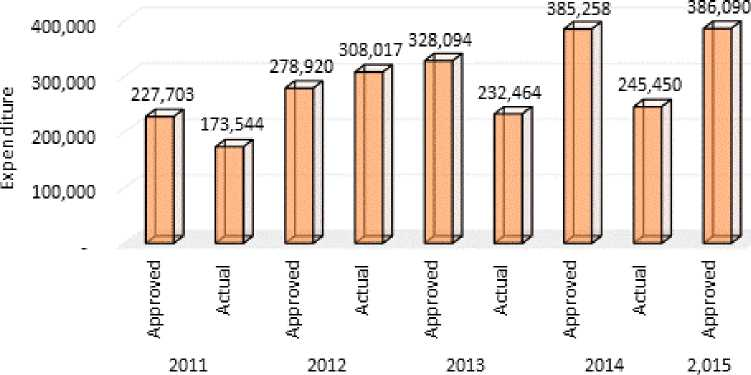 400,000
300,000
200,000
100,000
-
Expenditure
227,703
173,544
278,920
308,017
328,094
232,464
385,258
245,450
386,090
Approved
Actual
Approved
Actual
Approved
Actual
Approved
Actual
Approved
2011
2012
2013
2014
2,015